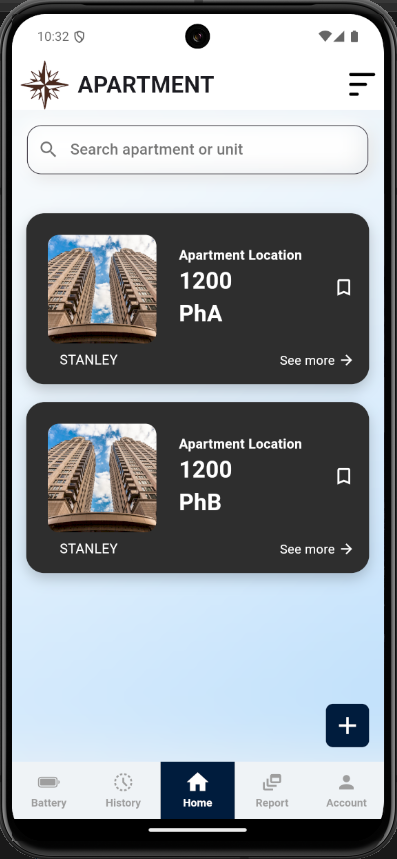 10:32
APARTMENT
Search apartment or unit
Apartment Location
1200
PhA
STANLEY
See more
Apartment Location
1200
PhB
STANLEY
See more
Battery
History
Home
Report
Account